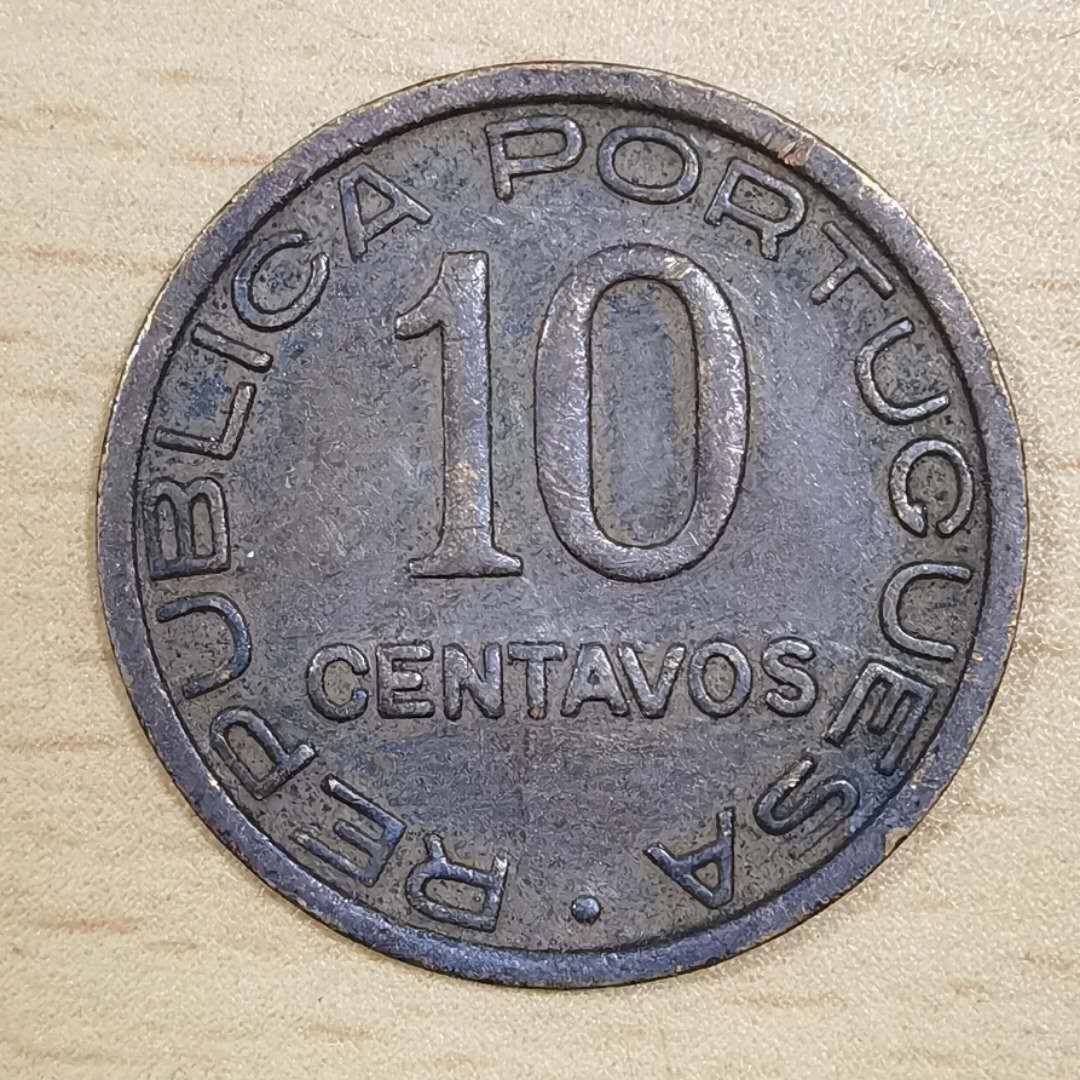 REPUBLICA PORTUGUESA •
10
CENTAVOS